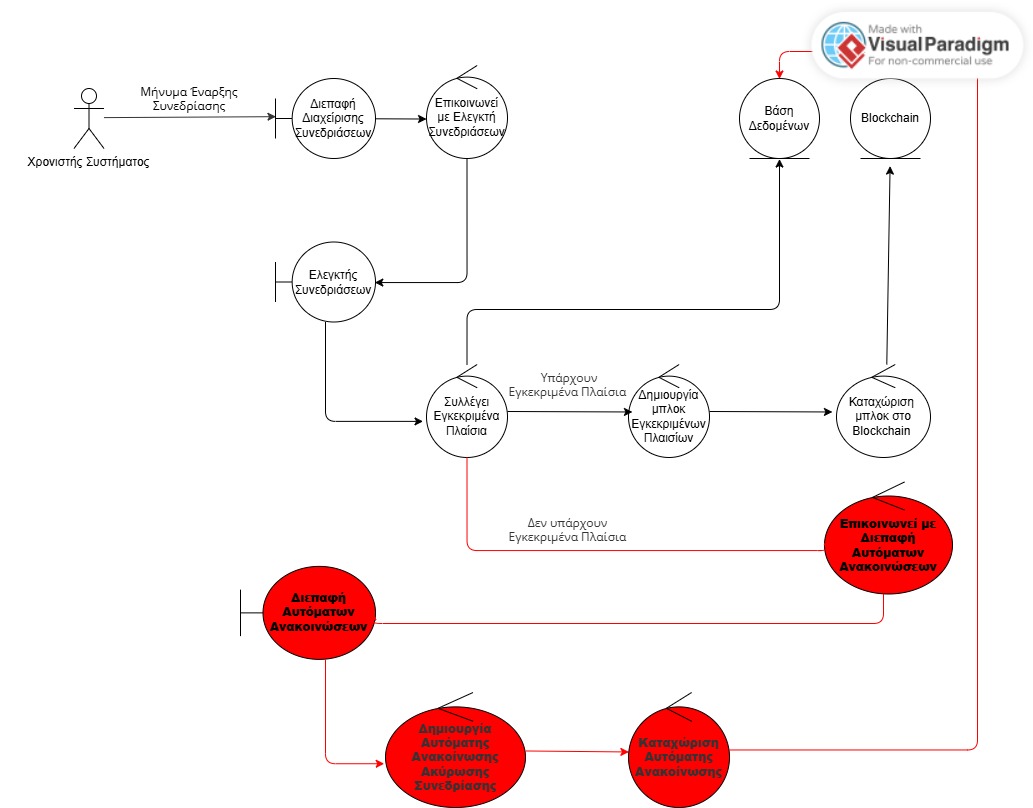 Made with
VisualParadigm
For non-commercial use
Μήνυμα Έναρξης
Συνεδρίασης
Χρονιστής Συστήματος
Διεπαφή
Διαχείρισης
Συνεδριάσεων
Επικοινωνεί
με Ελεγκτή
Συνεδριάσεων
Βάση
Δεδομένων
Blockchain
Ελεγκτής
Συνεδριάσεων
Συλλέγει
Εγκεκριμένα
Πλαίσια
Υπάρχουν
Εγκεκριμένα Πλαίσια
Δημιουργία
μπλοκ
Εγκεκριμένων
Πλαισίων
Καταχώριση
μπλοκ στο
Blockchain
Δεν υπάρχουν
Εγκεκριμένα Πλαίσια
Επικοινωνεί με
Διεπαφή
Αυτόματων
Ανακοινώσεων
Διεπαφή
Αυτόματων
Ανακοινώσεων
Δημιουργία
Αυτόματης
Ανακοίνωσης
Ακύρωσης
Συνεδρίασης
Καταχώριση
Αυτόματης
Ανακοίνωσης